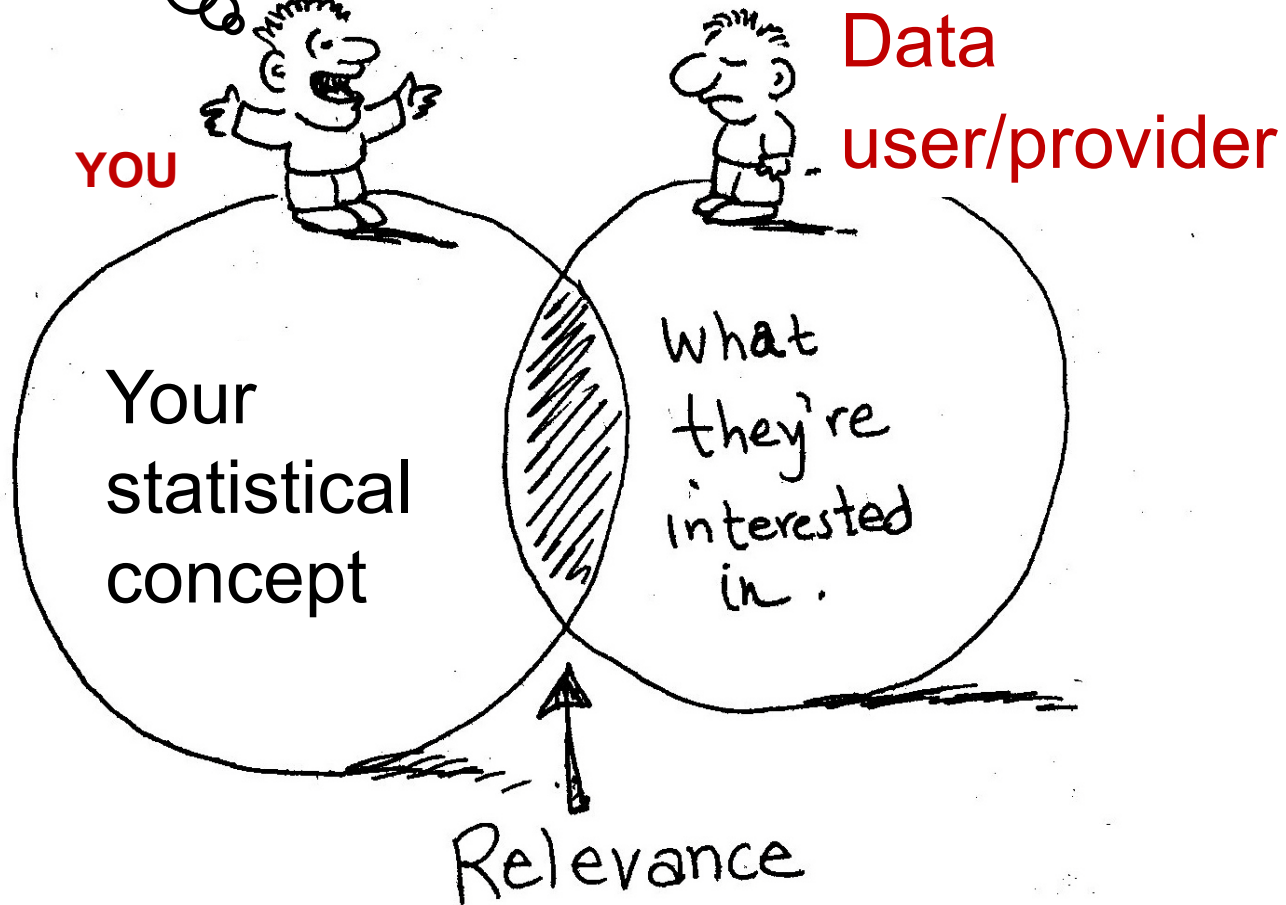 Data
user/provider
YOU
Your
statistical
concept
What
they're
interested
in.
Relevance